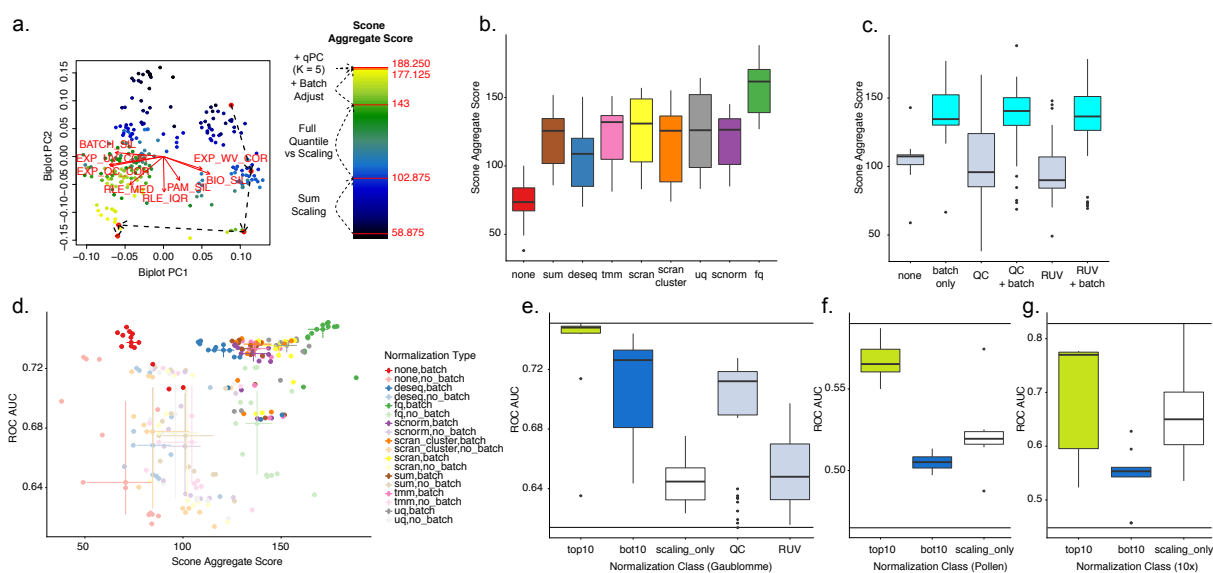 a.
Biplot PC2
0.15
0.10
0.05
0.00
−0.05
−0.10
−0.15
BATCH_SIL
EXP_WV_COR
BIO_SIL
RLE_MED
PAM_SIL
RLE_IQR
−0.10
−0.05
0.00
0.05
0.10
Biplot PC1
Scone
Aggregate Score
+ qPC
(K = 5)
+ Batch
Adjust
Full
Quantile
vs Scaling
Sum
Scaling
188.250
177.125
143
102.875
58.875
b.
Scone Aggregate Score
150
100
50
none
sum
deseq
tmm
scran
scran
cluster
uq
scnorm
fq
c.
Scone Aggregate Score
150
100
50
none
batch
only
QC
QC
+ batch
RUV
RUV
+ batch
d.
ROC AUC
0.72
0.68
0.64
50
100
150
Scone Aggregate Score
Normalization Type
none,batch
none,no_batch
deseq,batch
deseq,no_batch
fq,batch
fq,no_batch
scnorm,batch
scnorm,no_batch
scran_cluster,batch
scran_cluster,no_batch
scran,batch
scran,no_batch
sum,batch
sum,no_batch
tmm,batch
tmm,no_batch
uq,batch
uq,no_batch
e.
ROC AUC
0.72
0.68
0.64
top10
bot10
scaling_only
QC
RUV
Normalization Class (Gaublomme)
f.
ROC AUC
0.55
0.50
top10
bot10
scaling_only
Normalization Class (Pollen)
g.
ROC AUC
0.8
0.7
0.6
0.5
top10
bot10
scaling_only
Normalization Class (10x)